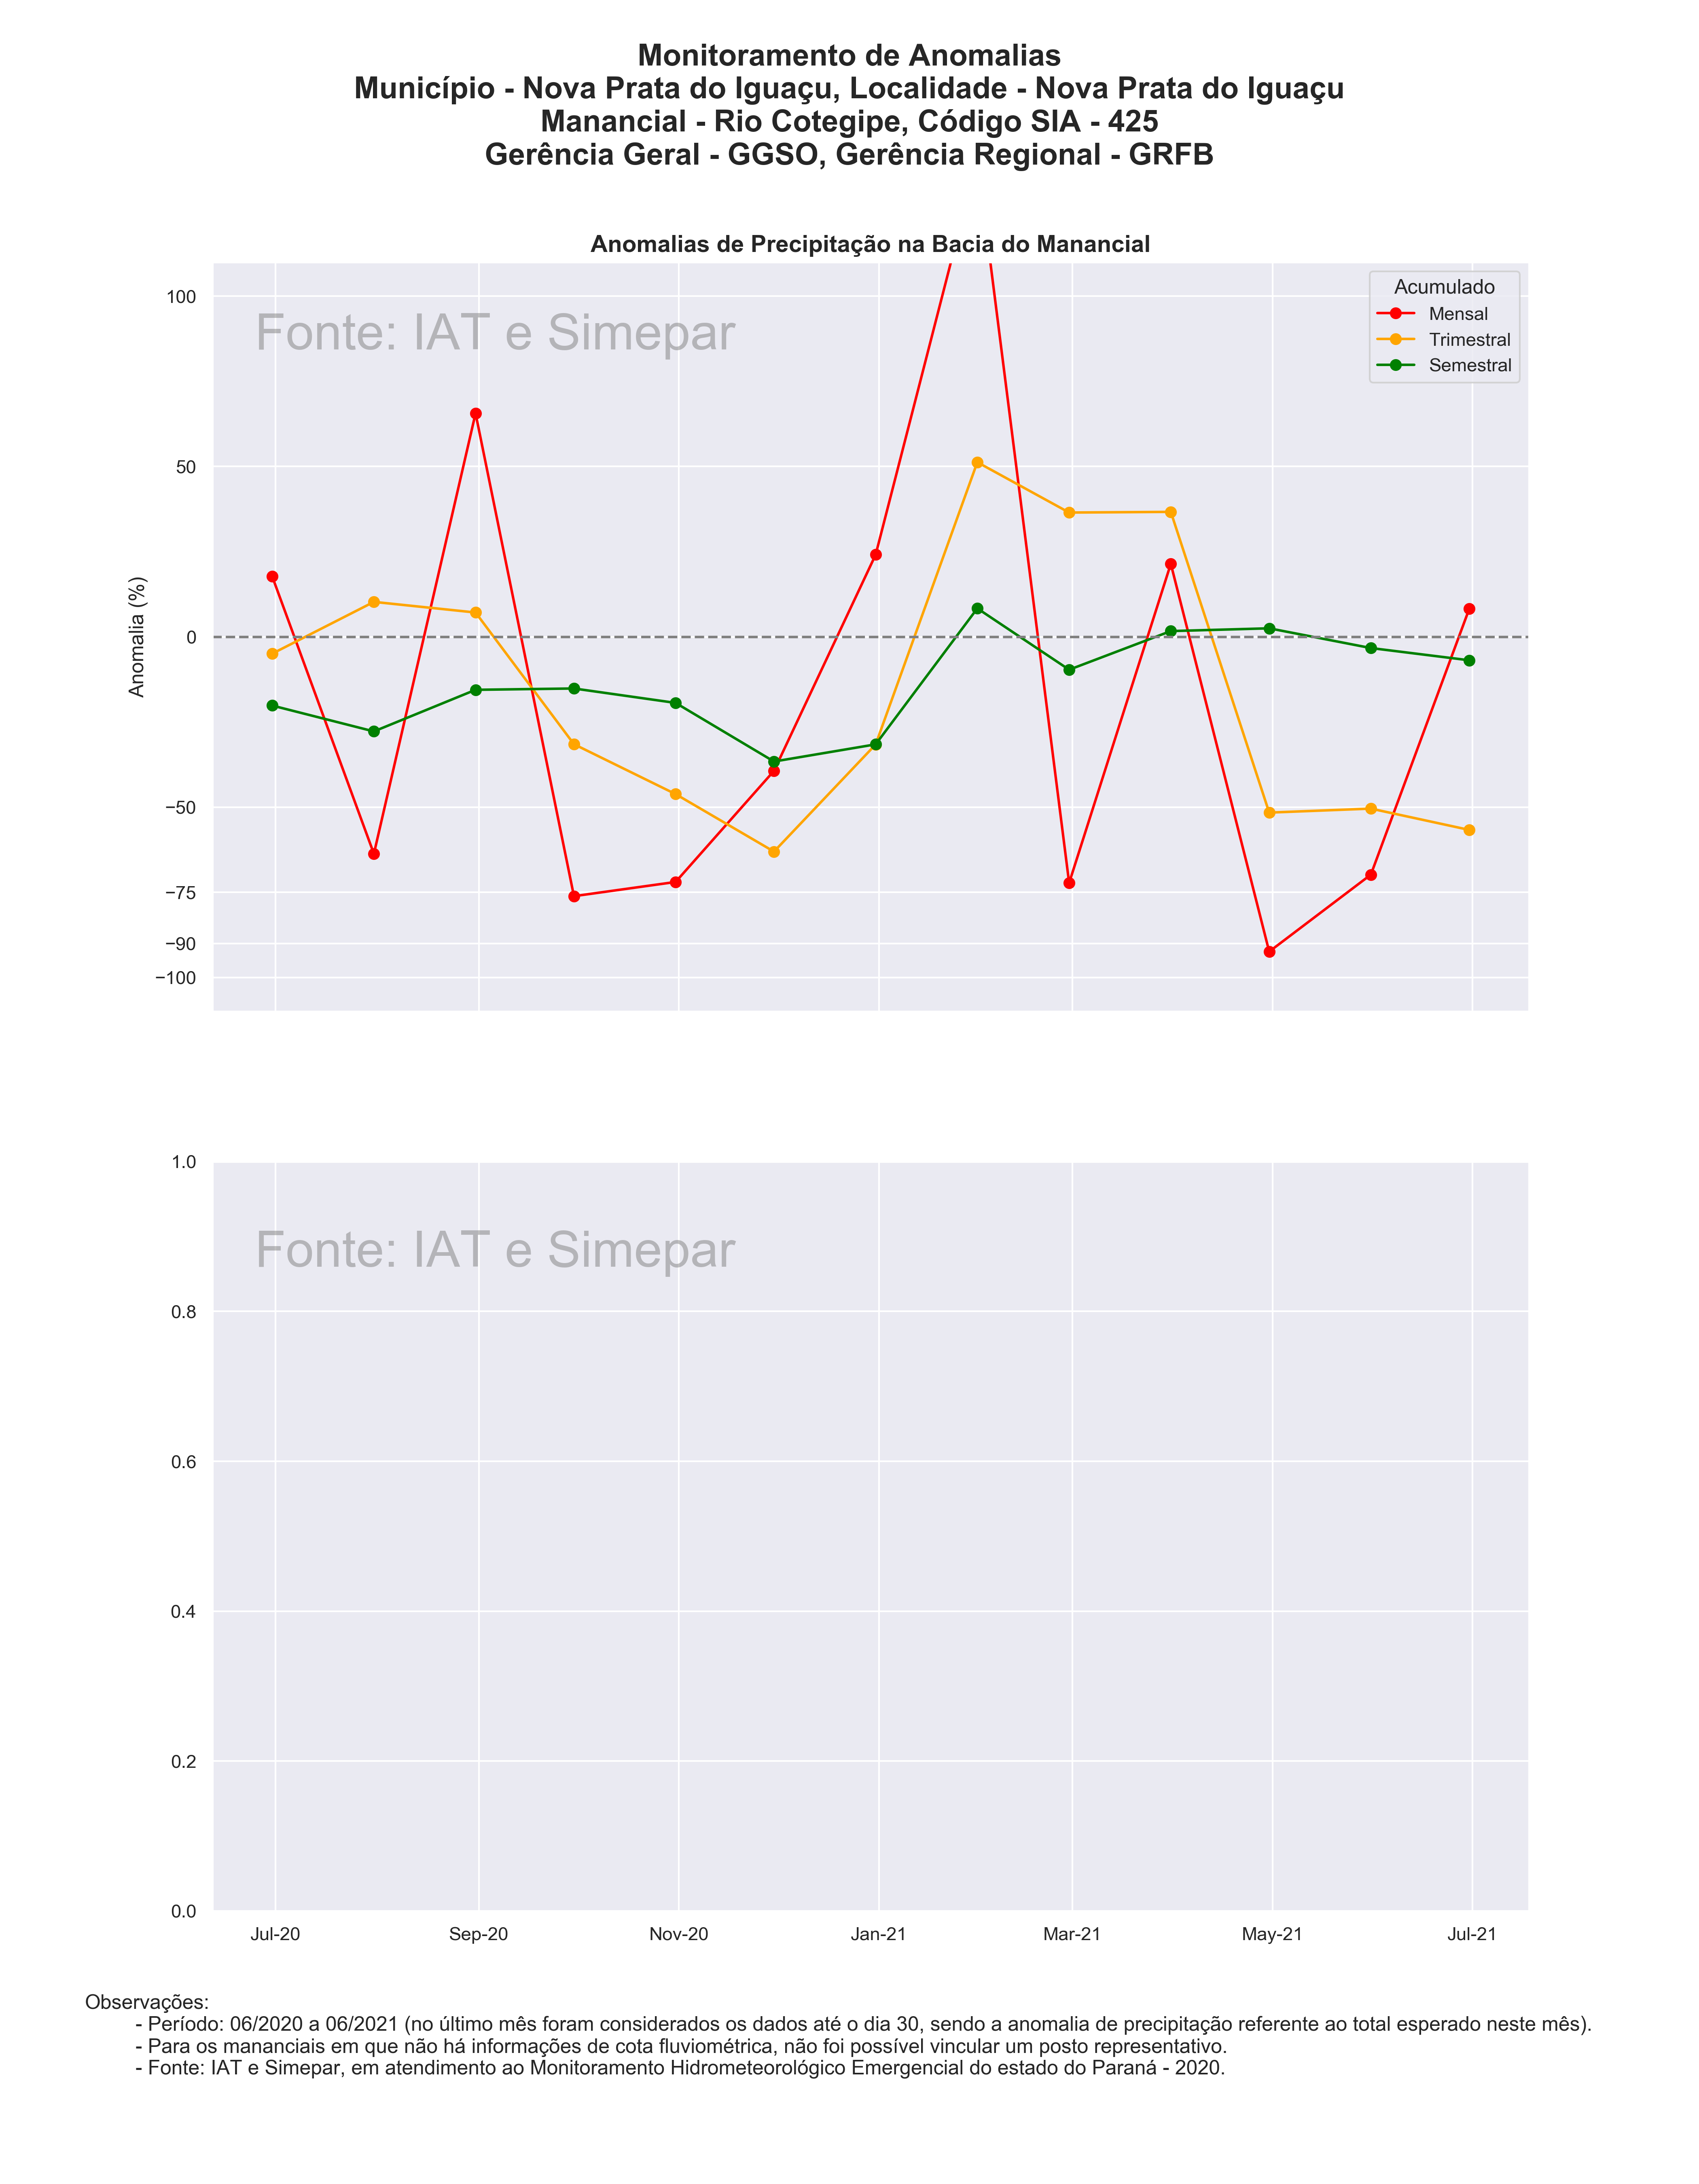 Monitoramento de Anomalias
Município - Nova Prata do Iguaçu, Localidade - Nova Prata do Iguaçu
Manancial - Rio Cotegipe, Código SIA - 425
Gerência Geral - GGSO, Gerência Regional - GRFB
Anomalias de Precipitação na Bacia do Manancial
Fonte: IAT e Simepar
Acumulado
Mensal
Trimestral
Semestral
Anomalia (%)
100
50
0
−50
−75
−90
−100
Fonte: IAT e Simepar
1.0
0.8
0.6
0.4
0.2
0.0
Jul-20 Sep-20 Nov-20 Jan-21 Mar-21 May-21 Jul-21
Observações:
- Período: 06/2020 a 06/2021 (no último mês foram considerados os dados até o dia 30, sendo a anomalia de precipitação referente ao total esperado neste mês).
- Para os mananciais em que não há informações de cota fluviométrica, não foi possível vincular um posto representativo.
- Fonte: IAT e Simepar, em atendimento ao Monitoramento Hidrometeorológico Emergencial do estado do Paraná - 2020.